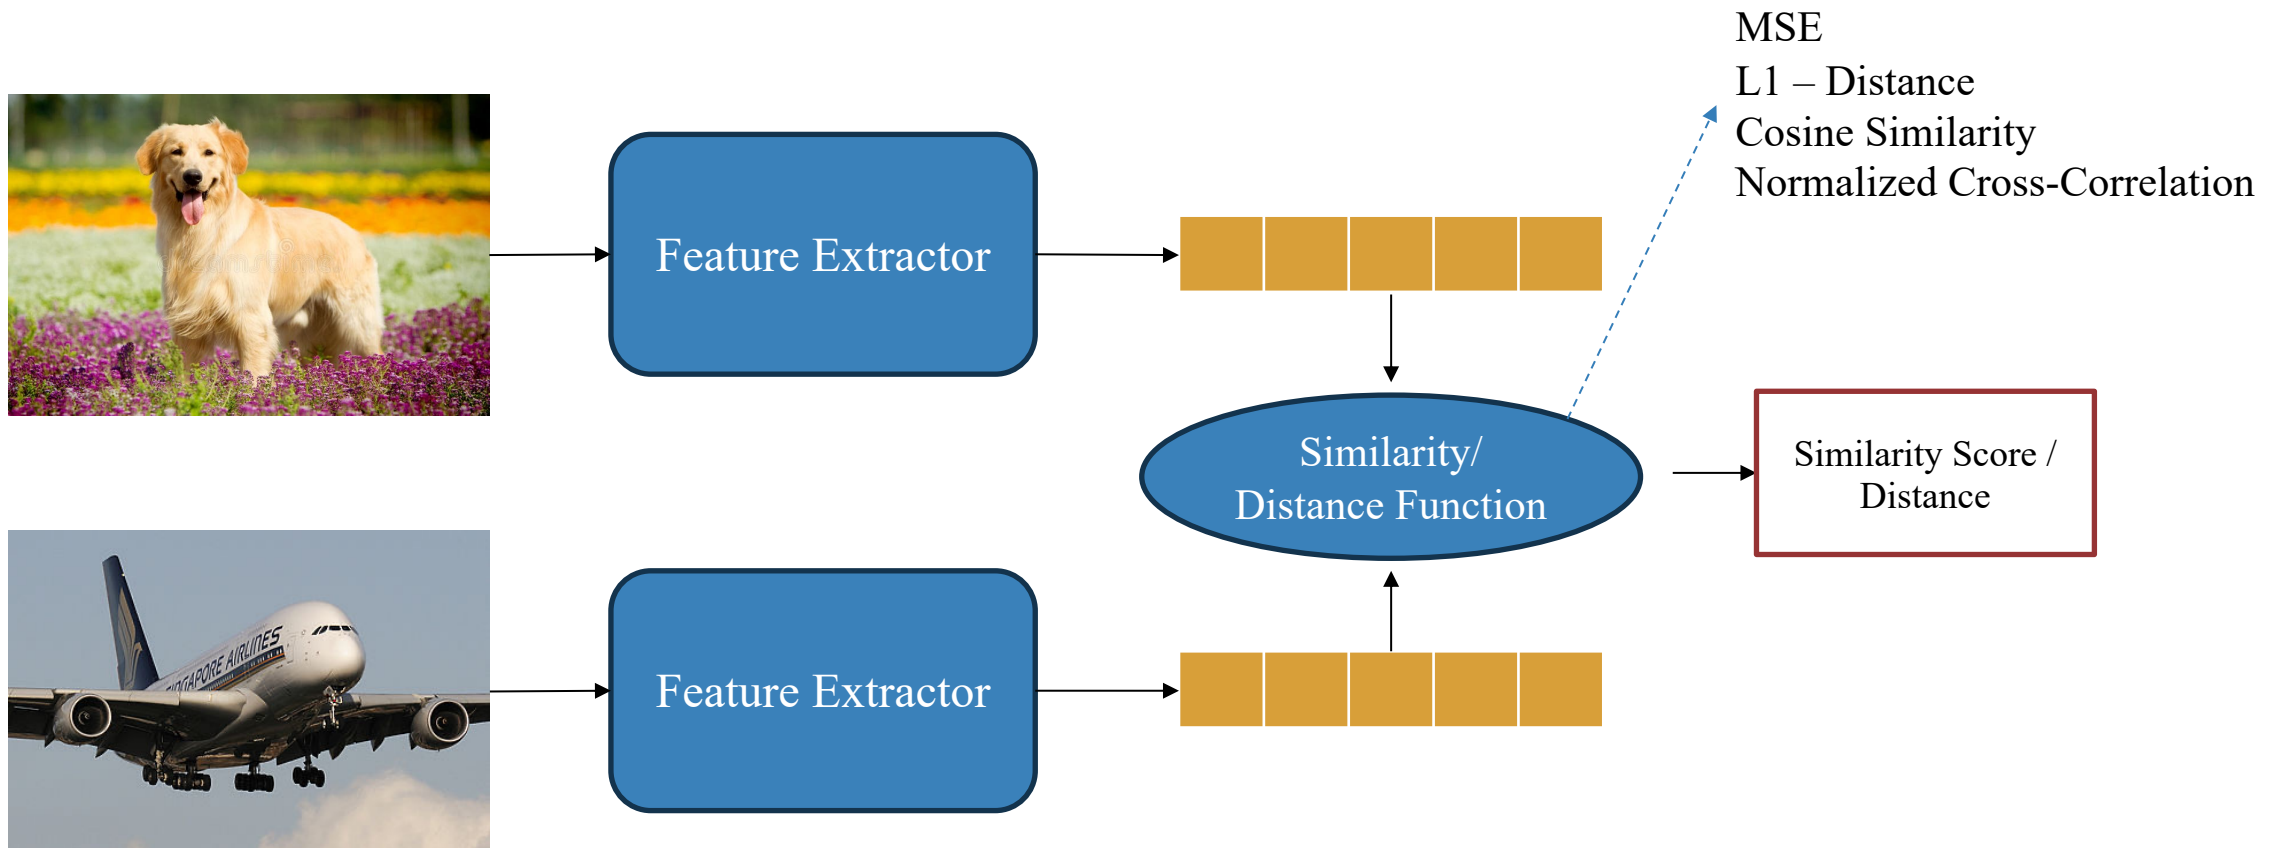 MSE
L1 – Distance
Cosine Similarity
Normalized Cross-Correlation
Feature Extractor
Similarity/
Distance Function
Similarity Score /
Distance
SINGAPORE AIRLINES
Feature Extractor